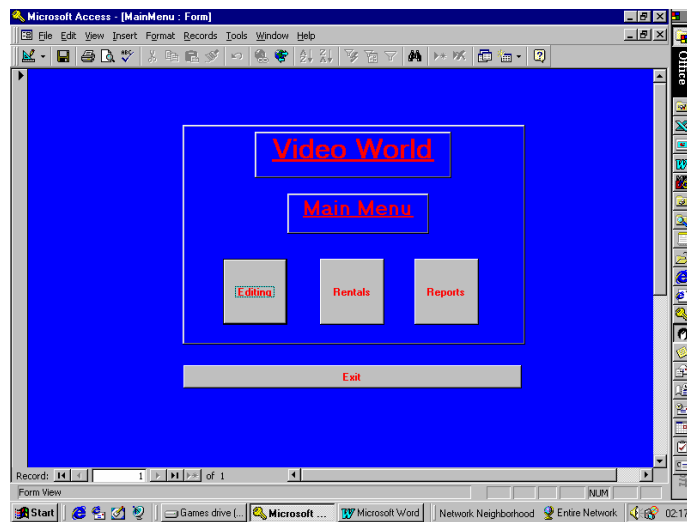 Microsoft Access - [MainMenu : Form]
File Edit View Insert Format Records Tools Window Help
Office
Video World
Main Menu
Editing Rentals Reports
Exit
Record: 1 of 1
Form View NUM
Start Games drive (... Microsoft ... Microsoft Word Network Neighborhood Entire Network 02:17